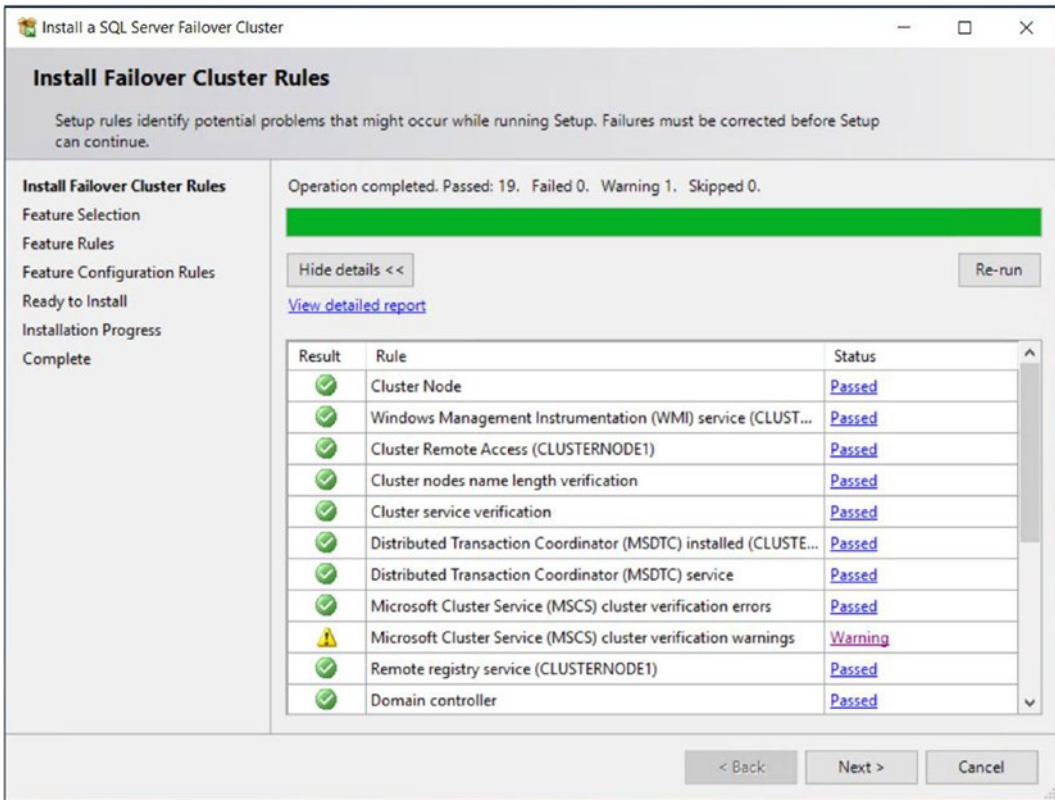 Install a SQL Server Failover Cluster
Install Failover Cluster Rules
Setup rules identify potential problems that might occur while running Setup. Failures must be corrected before Setup
can continue.
Install Failover Cluster Rules
Feature Selection
Feature Rules
Feature Configuration Rules
Ready to Install
Installation Progress
Complete
Operation completed. Passed: 19. Failed 0. Warning 1. Skipped 0.
Hide details <<
Re-run
View detailed report
Result Rule Status
Cluster Node Passed
Windows Management Instrumentation (WMI) service (CLUST... Passed
Cluster Remote Access (CLUSTERNODE1) Passed
Cluster nodes name length verification Passed
Cluster service verification Passed
Distributed Transaction Coordinator (MSDTC) installed (CLUSTE... Passed
Distributed Transaction Coordinator (MSDTC) service Passed
Microsoft Cluster Service (MSCS) cluster verification errors Passed
Microsoft Cluster Service (MSCS) cluster verification warnings Warning
Remote registry service (CLUSTERNODE1) Passed
Domain controller Passed
< Back Next > Cancel